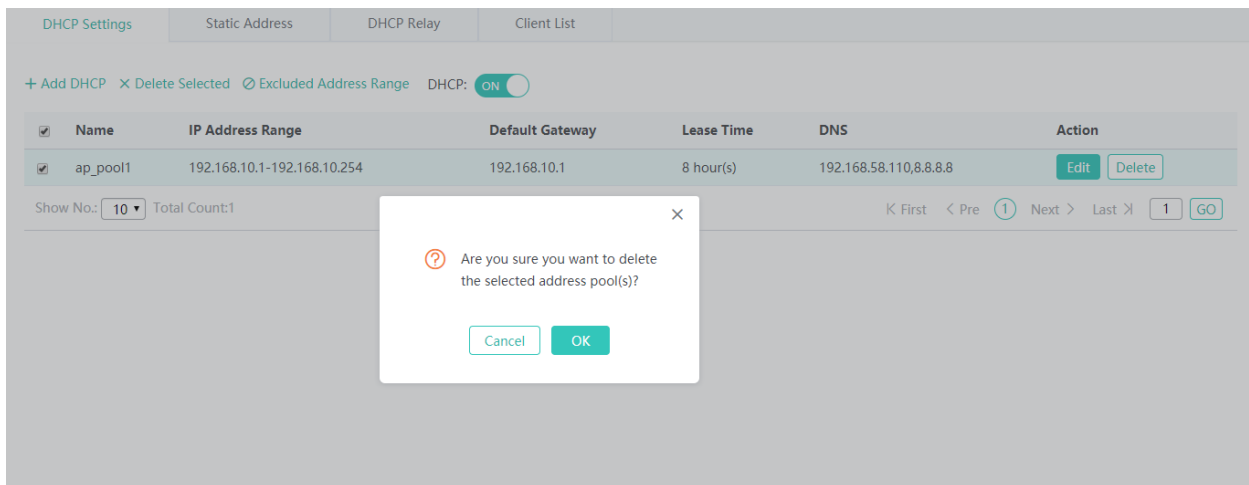 DHCP Settings Static Address DHCP Relay Client List
Add DHCP Delete Selected Excluded Address Range DHCP: ON
Name IP Address Range Default Gateway Lease Time DNS Action
ap_pool1 192.168.10.1-192.168.10.254 192.168.10.1 8 hour(s) 192.168.58.110,8.8.8.8 Edit Delete
Show No.: 10 Total Count:1 First Pre 1 Next Last 1 GO
Are you sure you want to delete
the selected address pool(s)?
Cancel OK